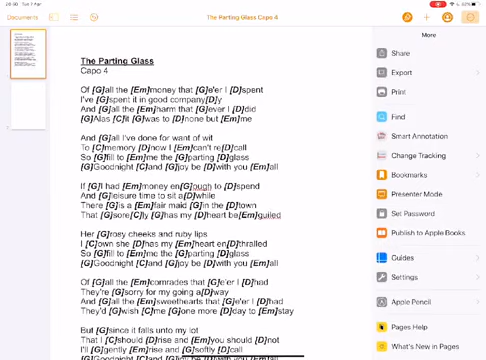 Documents
The Parting Glass Capo 4
More
The Parting Glass
Capo 4
Of [G]all the [Em]money that [G]e'er I [D]spent
I've [G]spent it in good company[D]y
And [G]all the [Em]harm that [G]ever I [D]did
[G]Alas [C]it [G]was to [D]none but [Em]me
And [G]all I've done for want of wit
To [C]memory [D]now I [Em]can't re[D]call
So [G]fill to [Em]me the [G]parting [D]glass
[G]Goodnight [C]and [G]joy be [D]with you [Em]all
If [G]I had [Em]money en[G]ough to [D]spend
And [G]leisure time to sit a[D]while
There [G]is a [Em]fair maid [G]in the [D]town
That [G]sore[C]ly [G]has my [D]heart be[Em]guiled
Her [G]rosy cheeks and ruby lips
I [C]own she [D]has my [Em]heart en[D]thralled
So [G]fill to [Em]me the [G]parting [D]glass
[G]Goodnight [C]and [G]joy be [D]with you [Em]all
Of [G]all the [Em]comrades that [G]e'er I [D]had
They're [G]sorry for my going a[D]way
And [G]all the [Em]sweethearts that [G]e'er I [D]had
They'd [G]wish [C]me [G]one more [D]day to [Em]stay
But [G]since it falls unto my lot
That I [C]should [D]rise and [Em]you should [D]not
I'll [G]gently [Em]rise and [G]softly [D]call
[G]Goodnight [C]and [G]joy be [D]with you [Em]all
Share
Export
Print
Find
Smart Annotation
Change Tracking
Bookmarks
Presenter Mode
Set Password
Publish to Apple Books
Guides
Settings
Apple Pencil
Pages Help
What's New in Pages